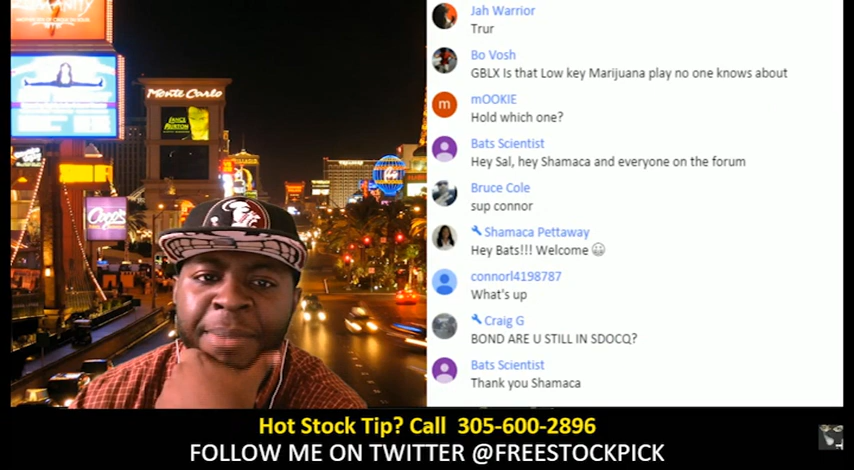 Monte Carlo
LANCE
BURTON
Jah Warrior
Trur
Bo Vosh
GBLX Is that Low key Marijuana play no one knows about
m
mOOKIE
Hold which one?
Bats Scientist
Hey Sal, hey Shamaca and everyone on the forum
Bruce Cole
sup connor
Shamaca Pettaway
Hey Bats!!! Welcome 😀
connorl4198787
What's up
Craig G
BOND ARE U STILL IN SDOCQ?
Bats Scientist
Thank you Shamaca
Hot Stock Tip? Call 305-600-2896
FOLLOW ME ON TWITTER @FREESTOCKPICK